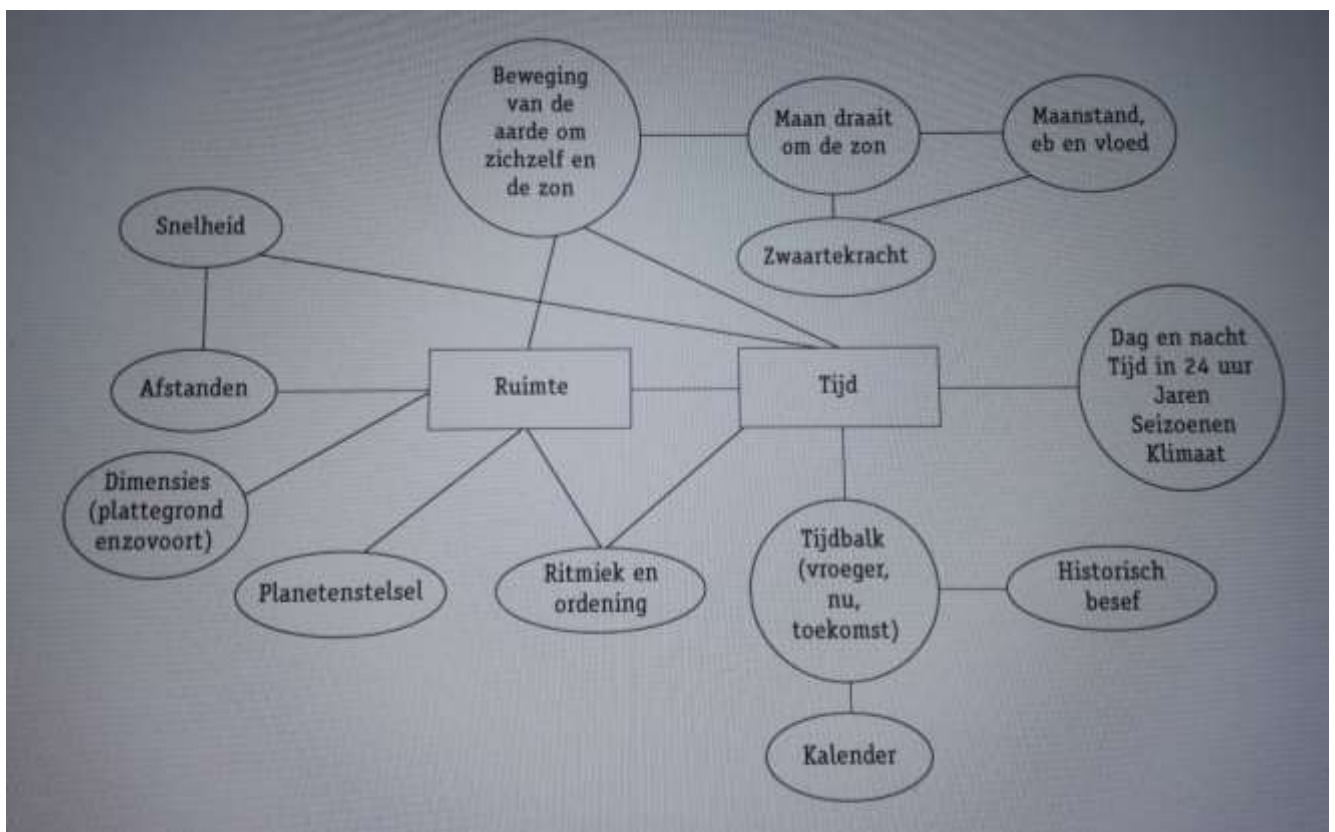 Beweging
van de
aarde om
zichzelf en
de zon
Maan draait
om de zon
Maanstand,
eb en vloed
Snelheid
Zwaartekracht
Afstanden
Ruimte
Tijd
Dag en nacht
Tijd in 24 uur
Jaren
Seizoenen
Klimaat
Dimensies
(plattegrond
enzovoort)
Planetenstelsel
Ritmiek en
ordening
Tijdbalk
(vroeger,
nu,
toekomst)
Historisch
besef
Kalender